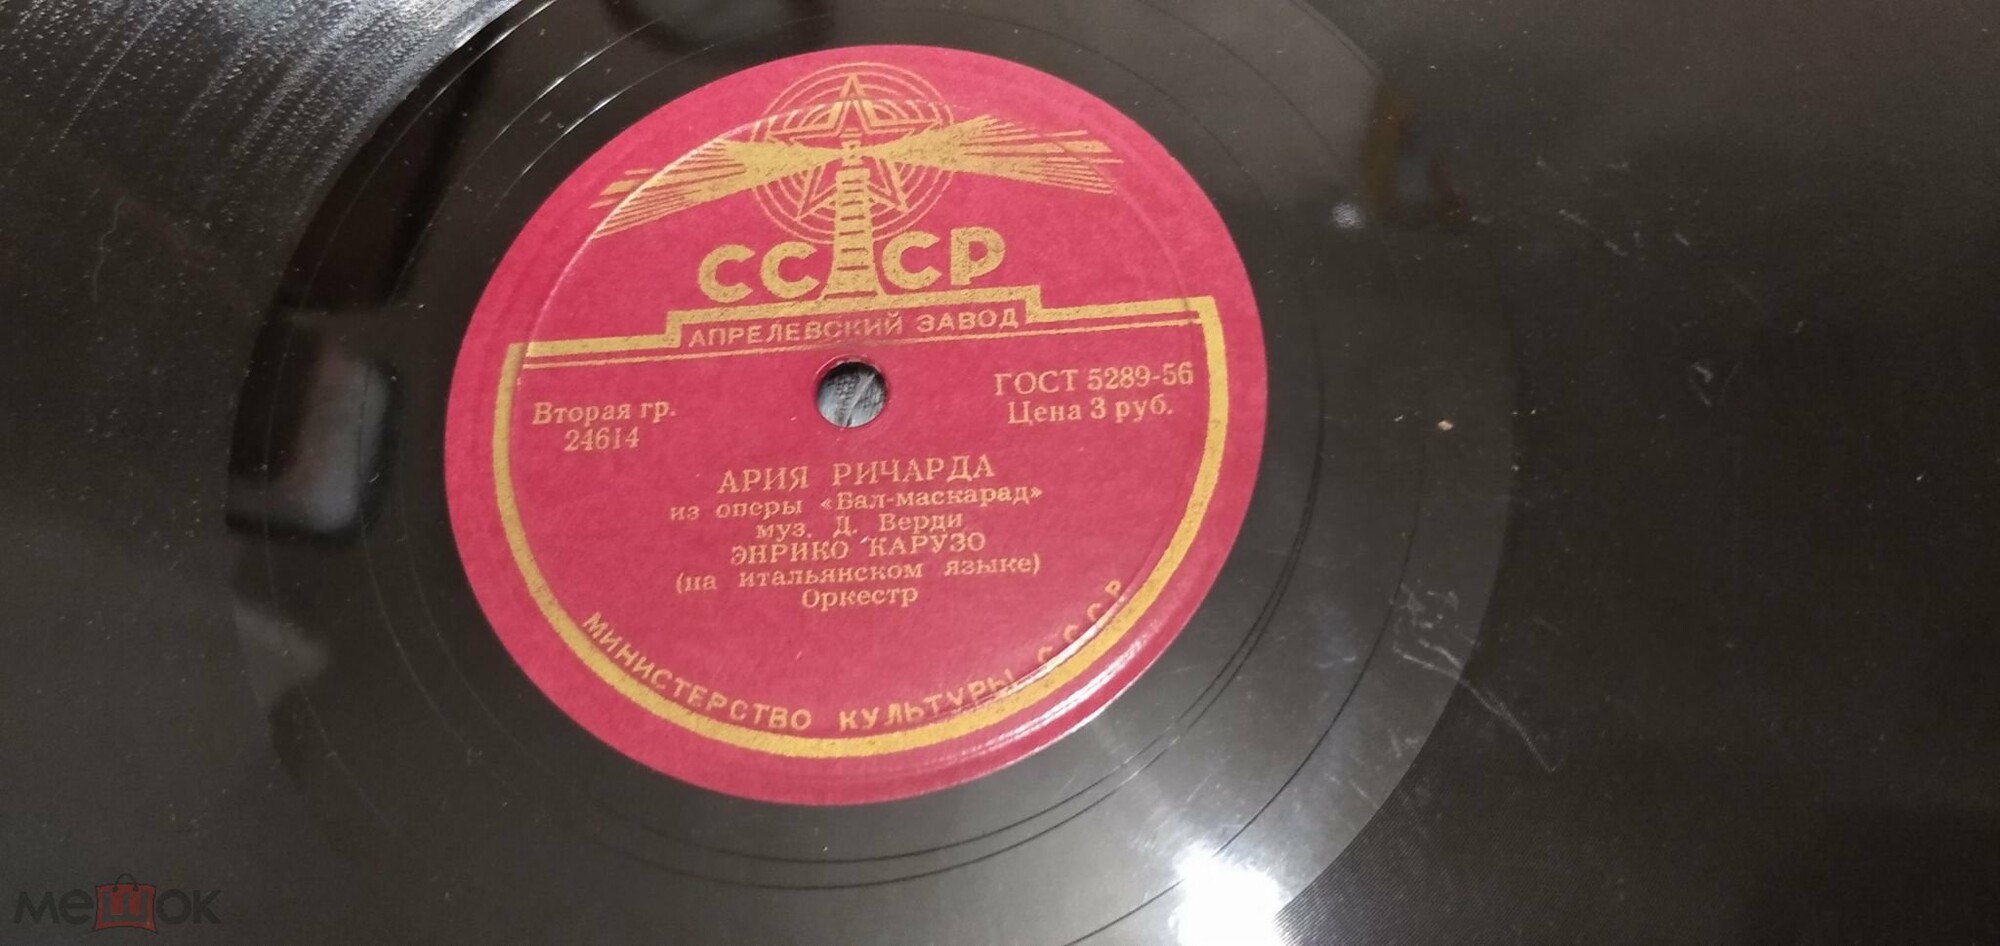 СССР
АПРЕЛЕВСКИЙ ЗАВОД
Вторая гр.
24614
ГОСТ 5289-56
Цена 3 руб.
АРИЯ РИЧАРДА
из оперы «Бал-маскарад»
муз. Д. Верди
ЭНРИКО КАРУЗО
(на итальянском языке)
Оркестр
МИНИСТЕРСТВО КУЛЬТУРЫ СССР
мешок